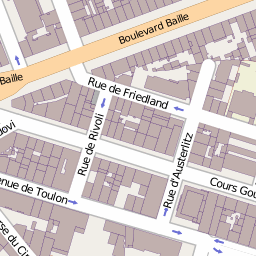 Boulevard Baille
Baille
Rue de Friedland
Rue de Rivoli
Rue d'Austerlitz
Cours Gou
enue de Toulon